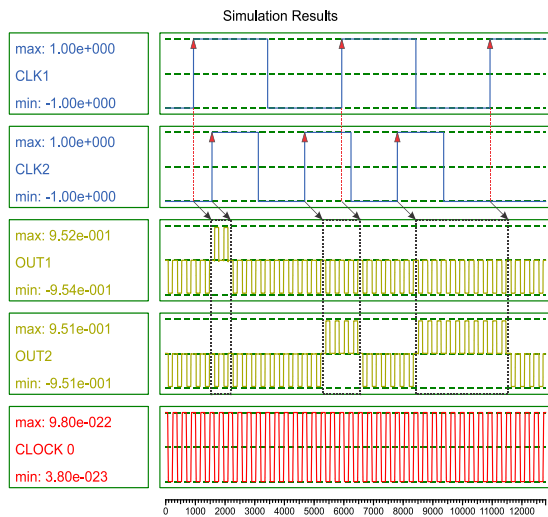 Simulation Results
max: 1.00e+000
CLK1
min: -1.00e+000
max: 1.00e+000
CLK2
min: -1.00e+000
max: 9.52e-001
OUT1
min: -9.54e-001
max: 9.51e-001
OUT2
min: -9.51e-001
max: 9.80e-022
CLOCK 0
min: 3.80e-023
0 1000 2000 3000 4000 5000 6000 7000 8000 9000 10000 11000 12000